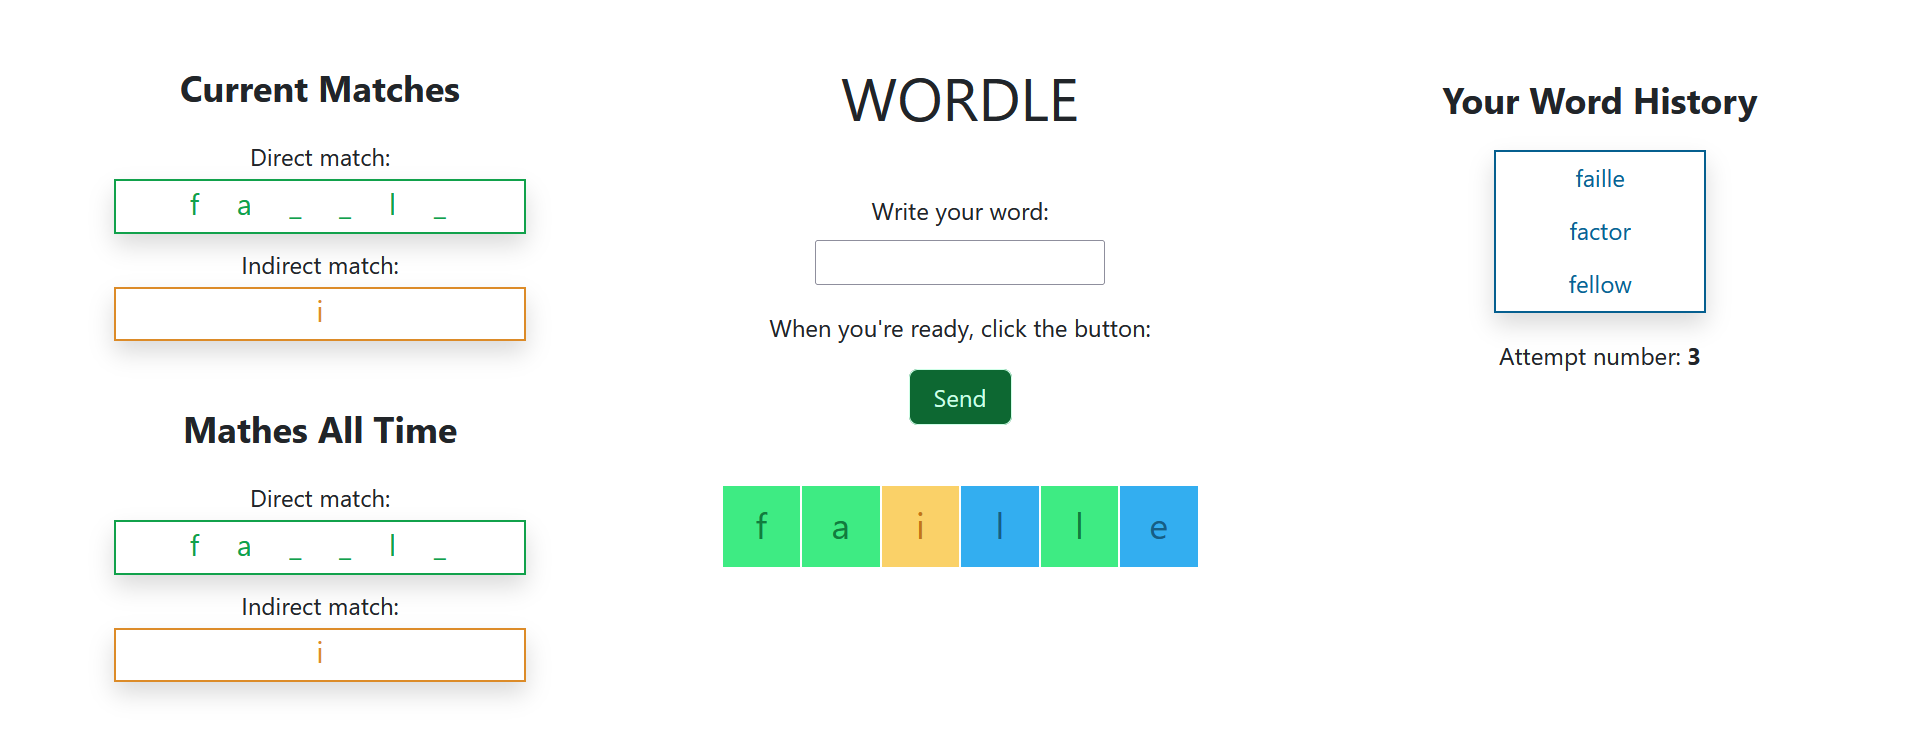 Current Matches
Direct match:
f a _ _ l _
Indirect match:
i
Mathes All Time
Direct match:
f a _ _ l _
Indirect match:
i
WORDLE
Write your word:
When you're ready, click the button:
Send
f a i l l e
Your Word History
faille
factor
fellow
Attempt number: 3